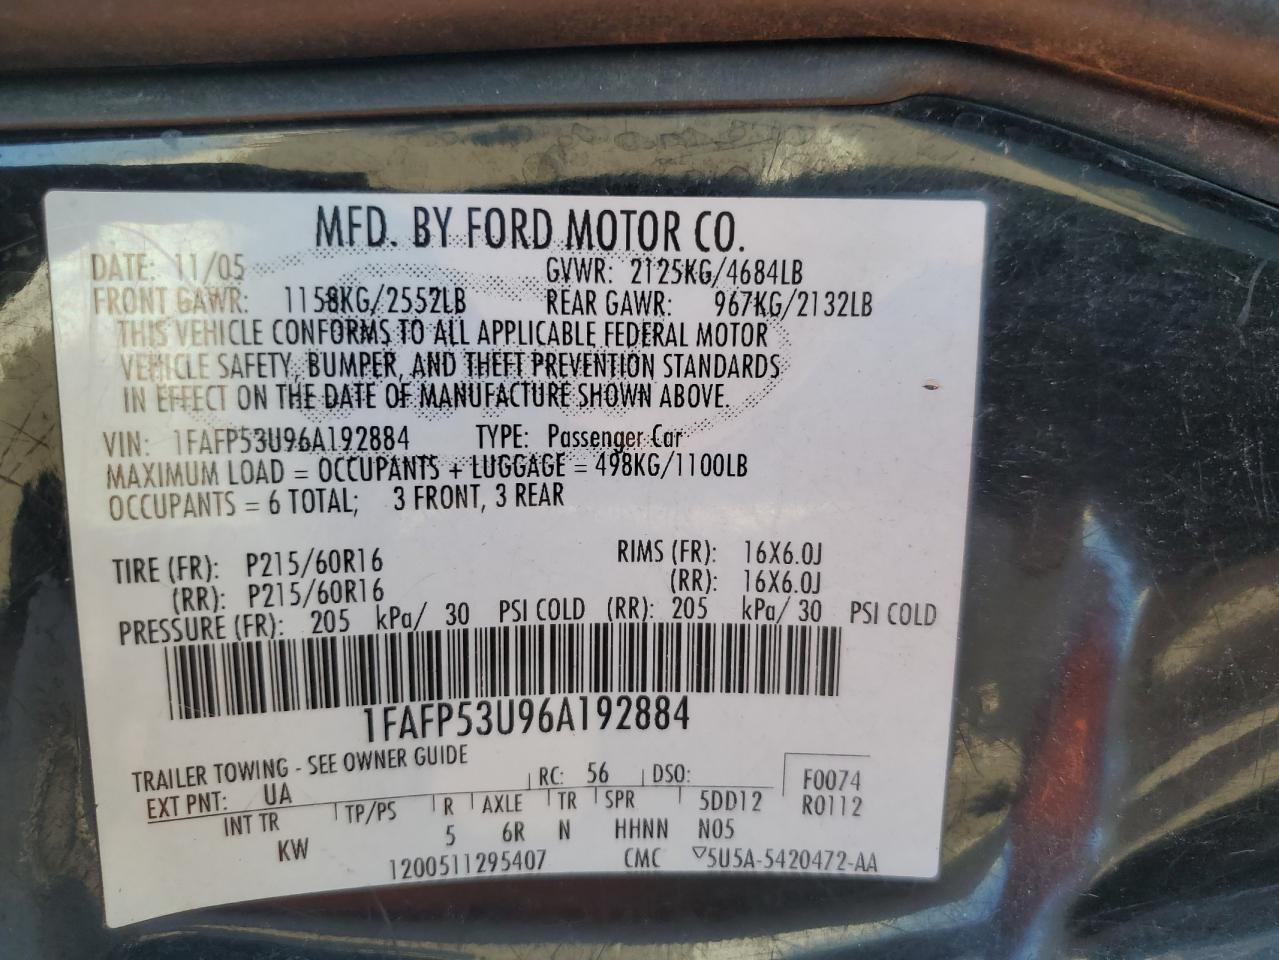 MFD. BY FORD MOTOR CO.
DATE: 11/05 GVWR: 2125KG/4684LB
FRONT GAWR: 1158KG/2552LB REAR GAWR: 967KG/2132LB
THIS VEHICLE CONFORMS TO ALL APPLICABLE FEDERAL MOTOR
VEHICLE SAFETY, BUMPER, AND THEFT PREVENTION STANDARDS
IN EFFECT ON THE DATE OF MANUFACTURE SHOWN ABOVE.
VIN: 1FAFP53U96A192884 TYPE: Passenger Car
MAXIMUM LOAD = OCCUPANTS + LUGGAGE = 498KG/1100LB
OCCUPANTS = 6 TOTAL; 3 FRONT, 3 REAR
TIRE (FR): P215/60R16 RIMS (FR): 16X6.0J
(RR): P215/60R16 (RR): 16X6.0J
PRESSURE (FR): 205 kPa/ 30 PSI COLD (RR): 205 kPa/ 30 PSI COLD
1FAFP53U96A192884
TRAILER TOWING - SEE OWNER GUIDE
EXT PNT: UA RC: 56 DSO: F0074
INT TR TP/PS R AXLE TR SPR 5DD12 R0112
KW 5 6R N HHNN N05
1200511295407 CMC ▽5U5A-5420472-AA